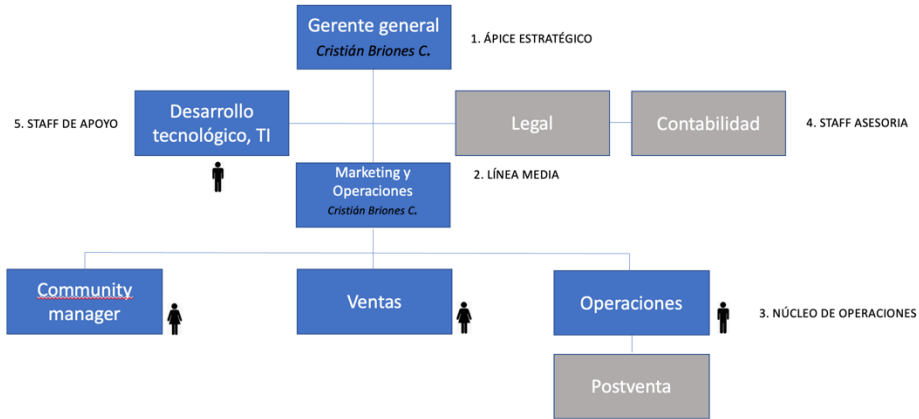 Gerente general
Cristián Briones C.
1. ÁPICE ESTRATÉGICO
5. STAFF DE APOYO
Desarrollo
tecnológico, TI
Legal
Contabilidad
4. STAFF ASESORIA
Marketing y
Operaciones
Cristián Briones C.
2. LÍNEA MEDIA
Community
manager
Ventas
Operaciones
3. NÚCLEO DE OPERACIONES
Postventa